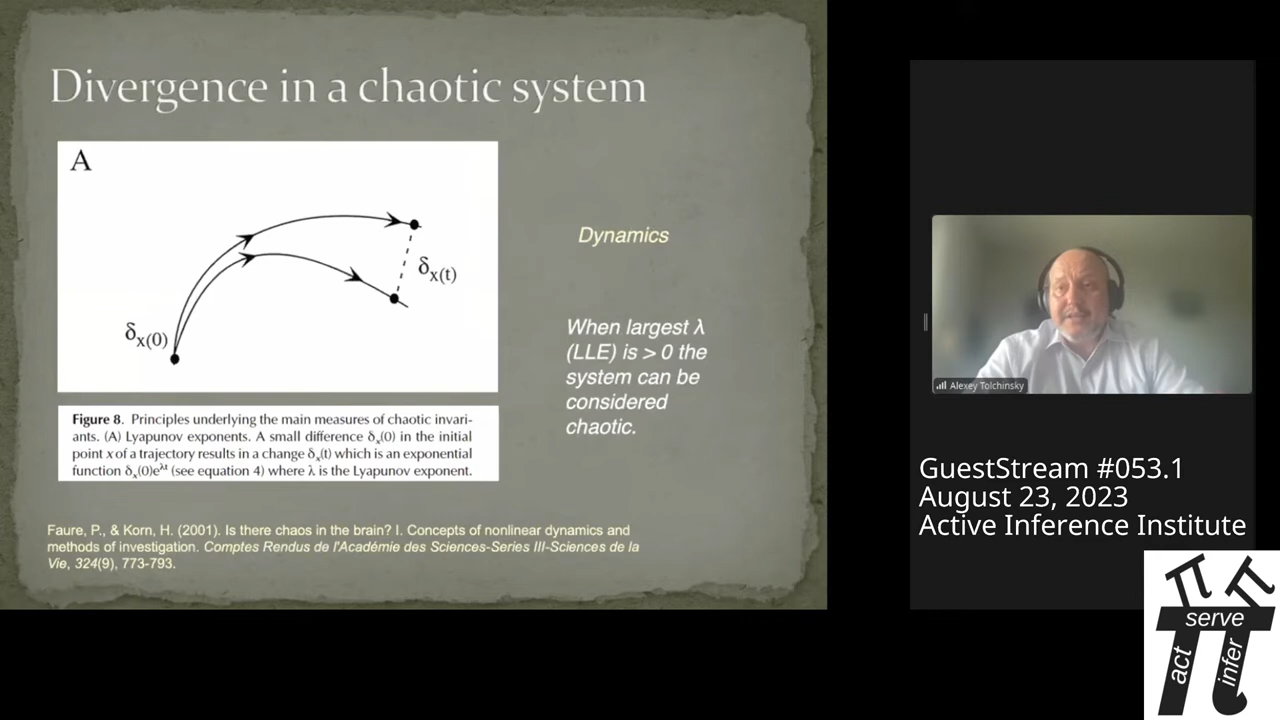 Divergence in a chaotic system
A
δx(0)
δx(t)
Dynamics
When largest λ
(LLE) is > 0 the
system can be
considered
chaotic.
Figure 8. Principles underlying the main measures of chaotic invari-
ants. (A) Lyapunov exponents. A small difference δx(0) in the initial
point x of a trajectory results in a change δx(t) which is an exponential
function δx(0)eλt (see equation 4) where λ is the Lyapunov exponent.
Faure, P., & Korn, H. (2001). Is there chaos in the brain? I. Concepts of nonlinear dynamics and
methods of investigation. Comptes Rendus de l'Académie des Sciences-Series III-Sciences de la
Vie, 324(9), 773-793.
Alexey Tolchinsky
GuestStream #053.1
August 23, 2023
Active Inference Institute
serve
act
infer